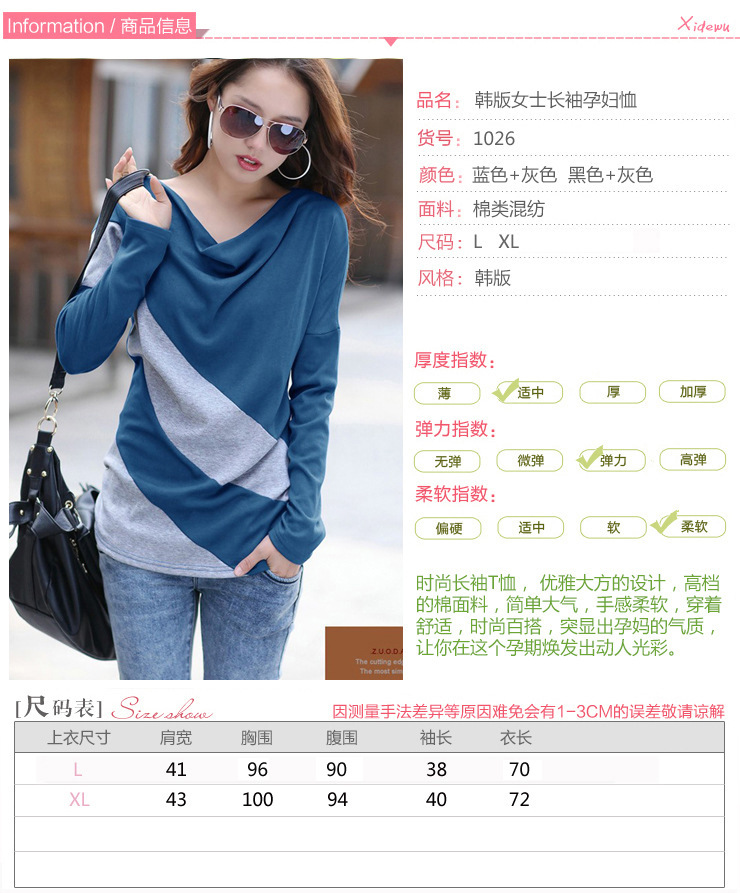 Information / 商品信息
Xidewu
品名: 韩版女士长袖孕妇恤
货号: 1026
颜色: 蓝色+灰色 黑色+灰色
面料: 棉类混纺
尺码: L XL
风格: 韩版
厚度指数:
薄 适中 厚 加厚
弹力指数:
无弹 微弹 弹力 高弹
柔软指数:
偏硬 适中 软 柔软
时尚长袖T恤， 优雅大方的设计，高档
的棉面料，简单大气，手感柔软，穿着
舒适，时尚百搭，突显出孕妈的气质，
让你在这个孕期焕发出动人光彩。
Z.U.O.D
The cutting
The most sim
[尺码表] Size show
因测量手法差异等原因难免会有1-3CM的误差敬请谅解
上衣尺寸 肩宽 胸围 腹围 袖长 衣长
L 41 96 90 38 70
XL 43 100 94 40 72